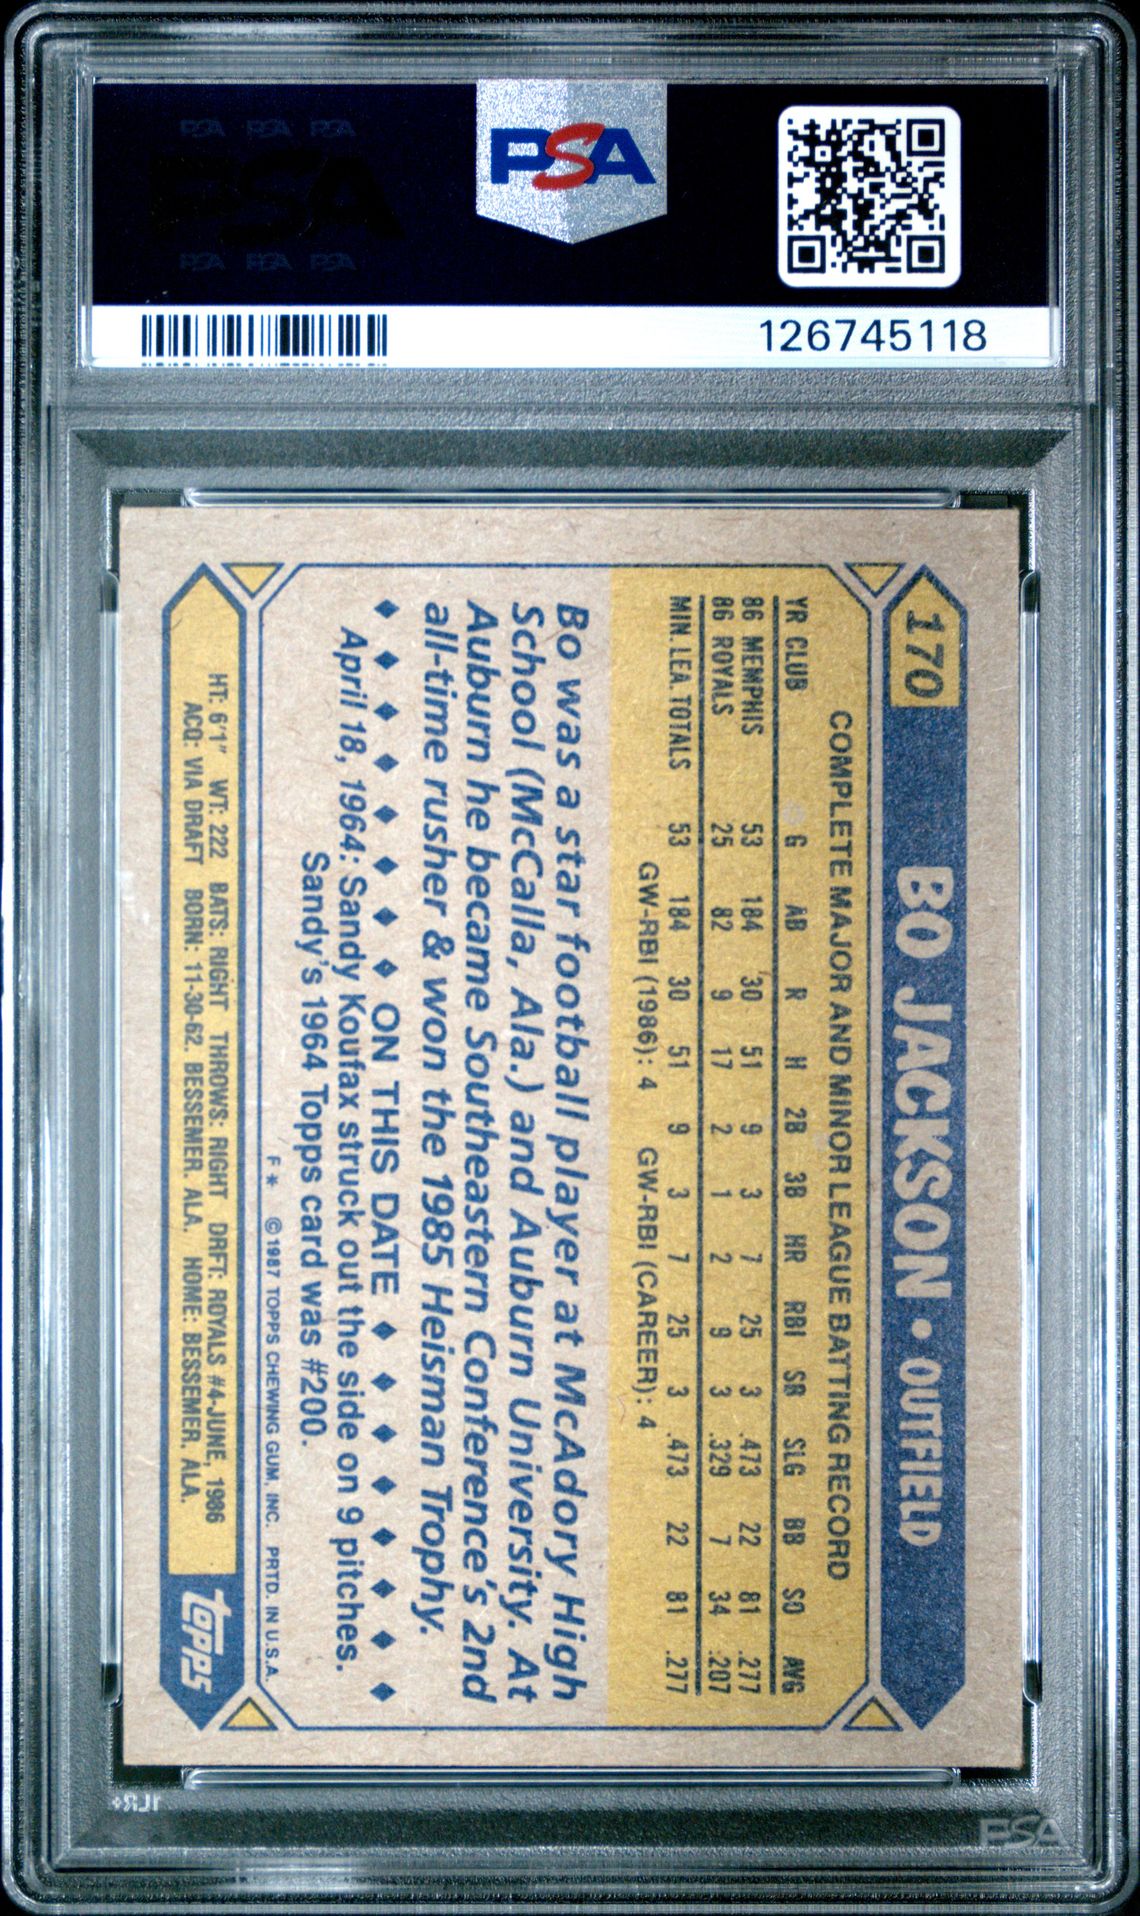 PSA PSA PSA
PSA
PSA PSA PSA
PSA
126745118
170 BO JACKSON • OUTFIELD
COMPLETE MAJOR AND MINOR LEAGUE BATTING RECORD
YR CLUB G AB R H 2B 3B HR RBI SB SLG BB SO AVG
86 MEMPHIS 53 184 30 51 9 3 7 25 3 .473 22 81 .277
86 ROYALS 25 82 9 17 2 1 2 9 3 .329 7 34 .207
MIN. LEA. TOTALS 53 184 30 51 9 3 7 25 3 .473 22 81 .277
GW-RBI (1986): 4 GW-RBI (CAREER): 4
Bo was a star football player at McAdory High
School (McCalla, Ala.) and Auburn University. At
Auburn he became Southeastern Conference's 2nd
all-time rusher & won the 1985 Heisman Trophy.
ON THIS DATE
April 18, 1964: Sandy Koufax struck out the side on 9 pitches.
Sandy's 1964 Topps card was #200.
F* ©1987 TOPPS CHEWING GUM, INC. PRTD. IN U.S.A.
HT: 6'1" WT: 222 BATS: RIGHT THROWS: RIGHT DRFT: ROYALS #4-JUNE, 1986
ACQ: VIA DRAFT BORN: 11-30-62, BESSEMER, ALA. HOME: BESSEMER, ALA.
topps
PSA